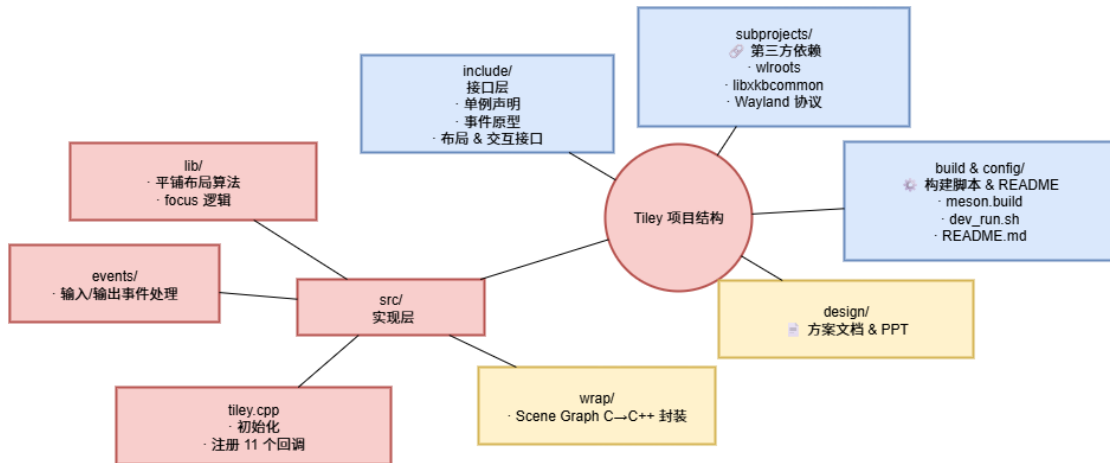 subprojects/
🔗 第三方依赖
· wlroots
· libxkbcommon
· Wayland 协议
include/
接口层
· 单例声明
· 事件原型
· 布局 & 交互接口
build & config/
⚙️ 构建脚本 & README
· meson.build
· dev_run.sh
· README.md
lib/
· 平铺布局算法
· focus 逻辑
Tiley 项目结构
events/
· 输入/输出事件处理
src/
实现层
design/
📄 方案文档 & PPT
wrap/
· Scene Graph C→C++ 封装
tiley.cpp
· 初始化
· 注册 11 个回调